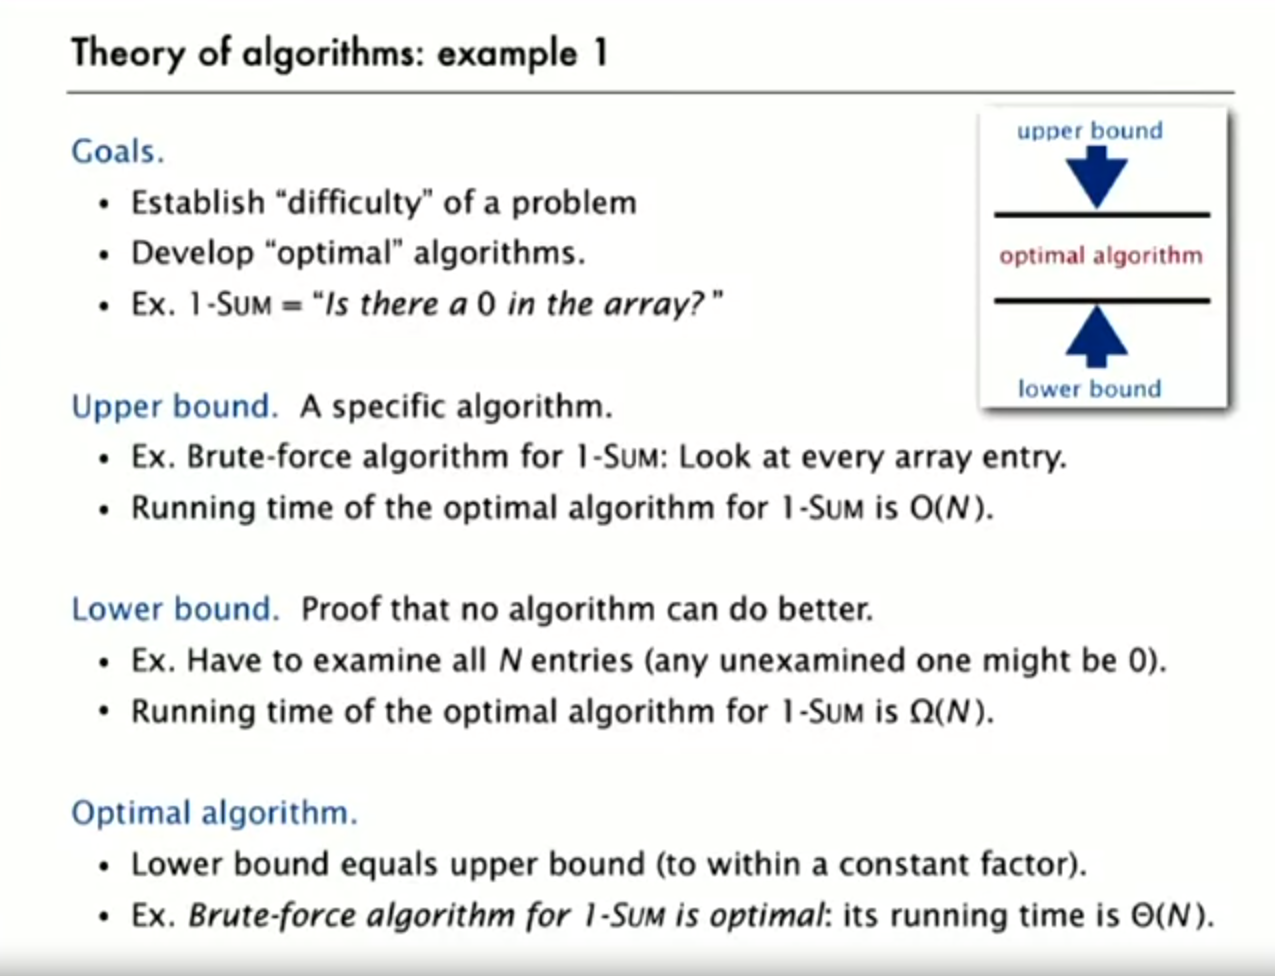 Theory of algorithms: example 1
Goals.
• Establish “difficulty” of a problem
• Develop “optimal” algorithms.
• Ex. 1-SUM = “Is there a 0 in the array? ”
upper bound
optimal algorithm
lower bound
Upper bound. A specific algorithm.
• Ex. Brute-force algorithm for 1-SUM: Look at every array entry.
• Running time of the optimal algorithm for 1-SUM is O(N).
Lower bound. Proof that no algorithm can do better.
• Ex. Have to examine all N entries (any unexamined one might be 0).
• Running time of the optimal algorithm for 1-SUM is Ω(N).
Optimal algorithm.
• Lower bound equals upper bound (to within a constant factor).
• Ex. Brute-force algorithm for 1-SUM is optimal: its running time is Θ(N).